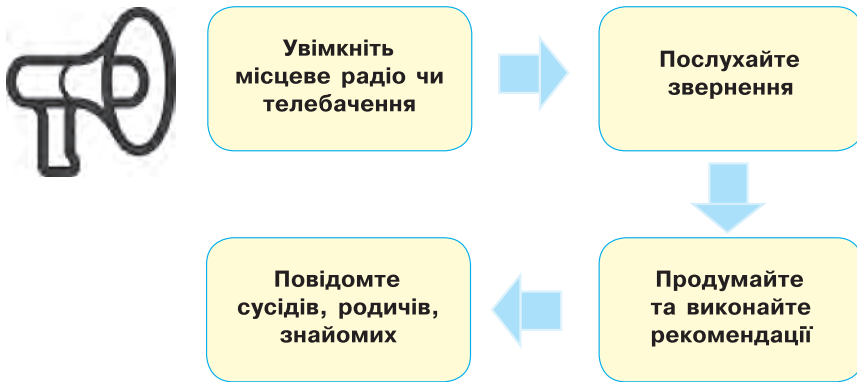 Увімкніть
місцеве радіо чи
телебачення
Послухайте
звернення
Продумайте
та виконайте
рекомендації
Повідомте
сусідів, родичів,
знайомих